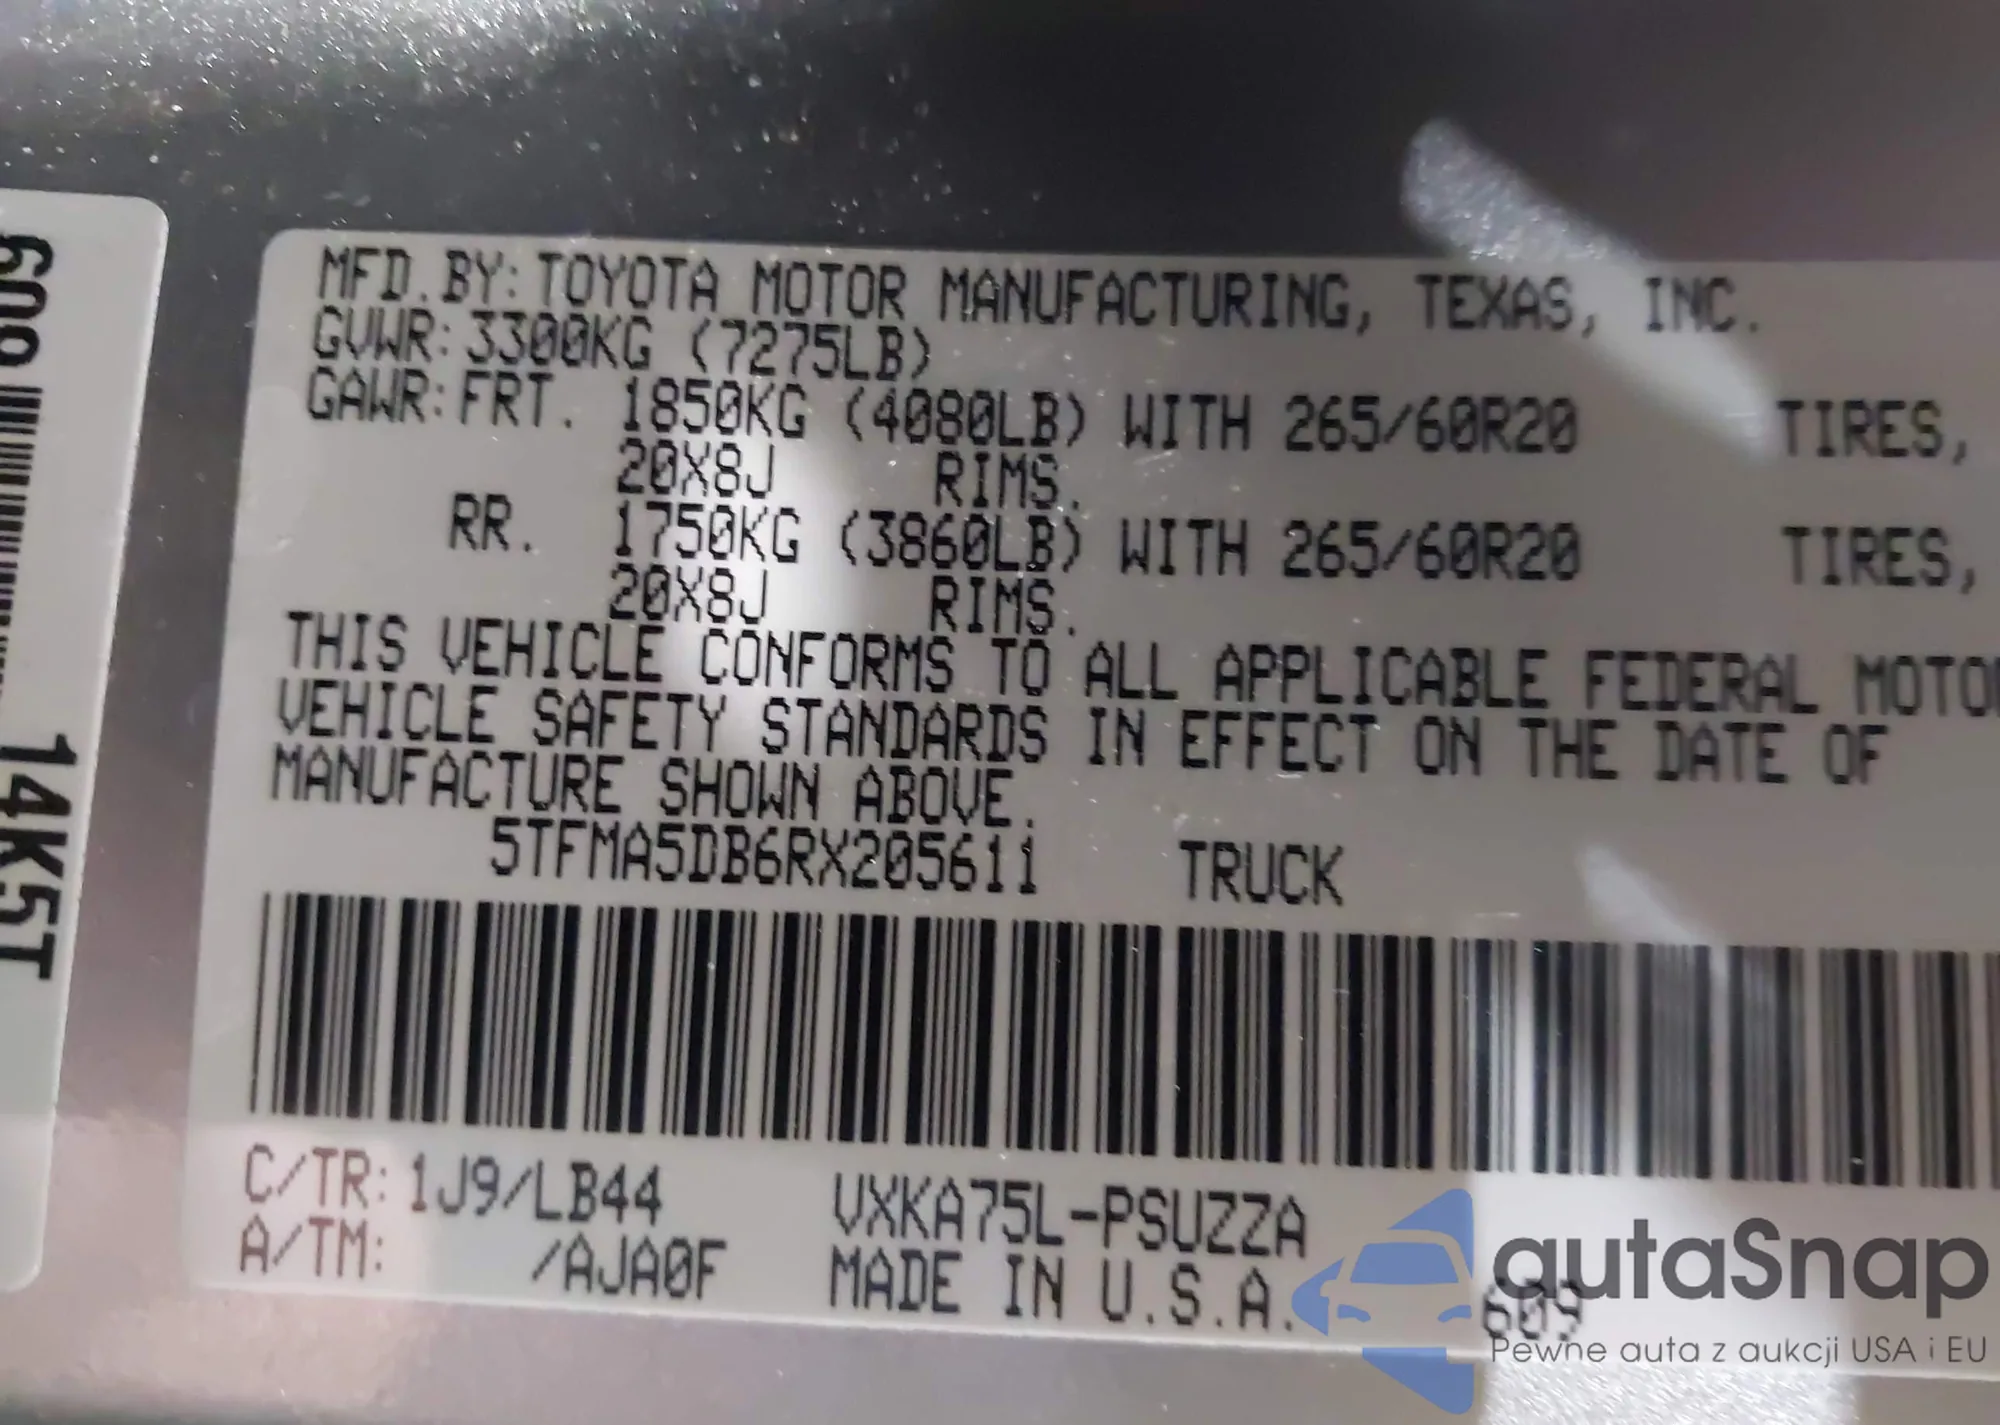 MFD.BY: TOYOTA MOTOR MANUFACTURING, TEXAS, INC.
GVWR: 3300KG (7275LB)
GAWR: FRT. 1850KG (4080LB) WITH 265/60R20 TIRES,
20X8J RIMS.
RR. 1750KG (3860LB) WITH 265/60R20 TIRES,
20X8J RIMS.
THIS VEHICLE CONFORMS TO ALL APPLICABLE FEDERAL MOTOR
VEHICLE SAFETY STANDARDS IN EFFECT ON THE DATE OF
MANUFACTURE SHOWN ABOVE.
5TFMA5DB6RX205611 TRUCK
C/TR: 1J9/LB44 VXKA75L-PSUZZA
A/TM: /AJA0F MADE IN U.S.A. 609
609 14K5T
autaSnap
Pewne auta z aukcji USA i EU